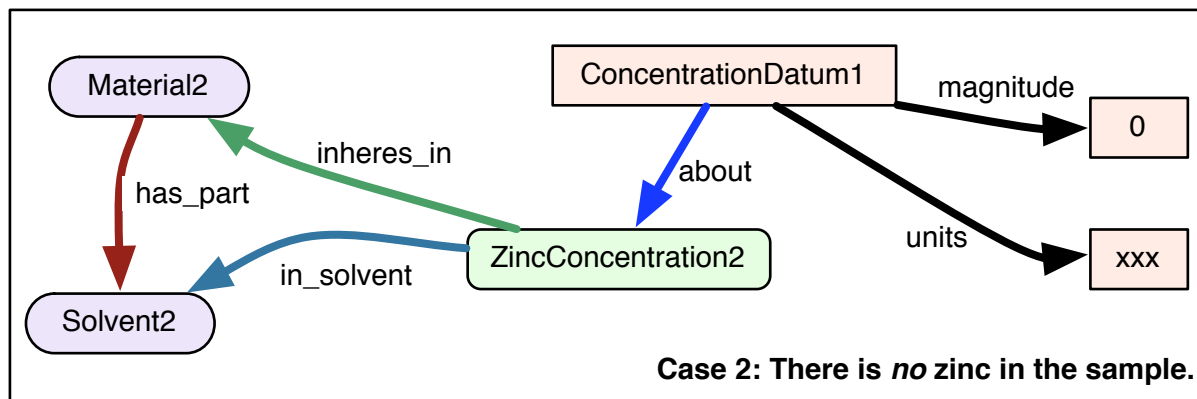 Material2
ConcentrationDatum1
magnitude
0
inheres_in
about
has_part
units
ZincConcentration2
xxx
in_solvent
Solvent2
Case 2: There is no zinc in the sample.